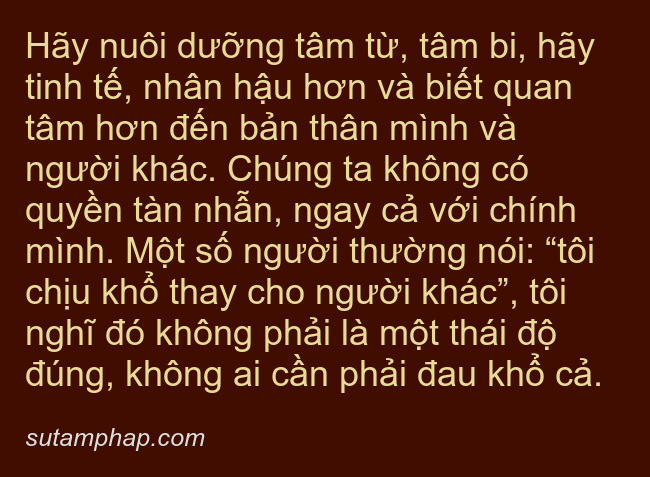 Hãy nuôi dưỡng tâm từ, tâm bi, hãy
tinh tế, nhân hậu hơn và biết quan
tâm hơn đến bản thân mình và
người khác. Chúng ta không có
quyền tàn nhẫn, ngay cả với chính
mình. Một số người thường nói: “tôi
chịu khổ thay cho người khác”, tôi
nghĩ đó không phải là một thái độ
đúng, không ai cần phải đau khổ cả.
sutamphap.com